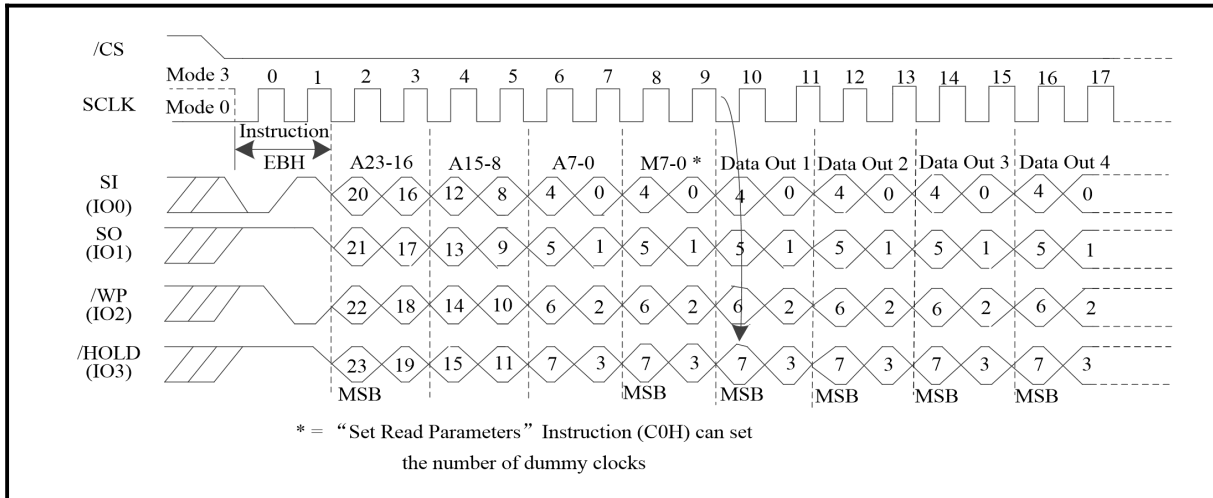 /CS
Mode 3 0 1 2 3 4 5 6 7 8 9 10 11 12 13 14 15 16 17
SCLK Mode 0
Instruction
EBH A23-16 A15-8 A7-0 M7-0 * Data Out 1 Data Out 2 Data Out 3 Data Out 4
SI
(IO0) 20 16 12 8 4 0 4 0 4 0 4 0 4 0 4 0
SO
(IO1) 21 17 13 9 5 1 5 1 5 1 5 1 5 1 5 1
/WP
(IO2) 22 18 14 10 6 2 6 2 6 2 6 2 6 2 6 2
/HOLD
(IO3) 23 19 15 11 7 3 7 3 7 3 7 3 7 3 7 3
MSB MSB MSB MSB MSB MSB
* = “Set Read Parameters” Instruction (C0H) can set
the number of dummy clocks